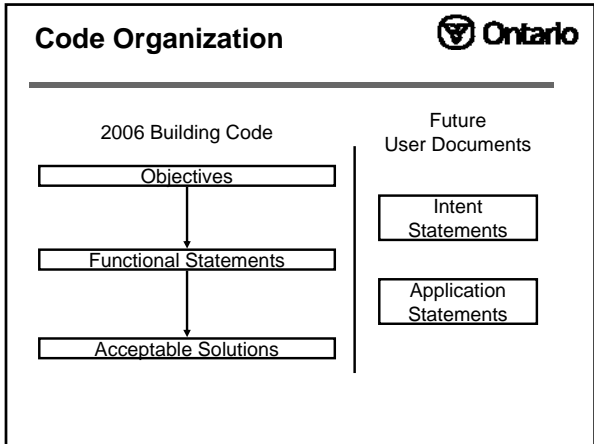 Code Organization
Ontario
2006 Building Code
Objectives
Functional Statements
Acceptable Solutions
Future
User Documents
Intent
Statements
Application
Statements